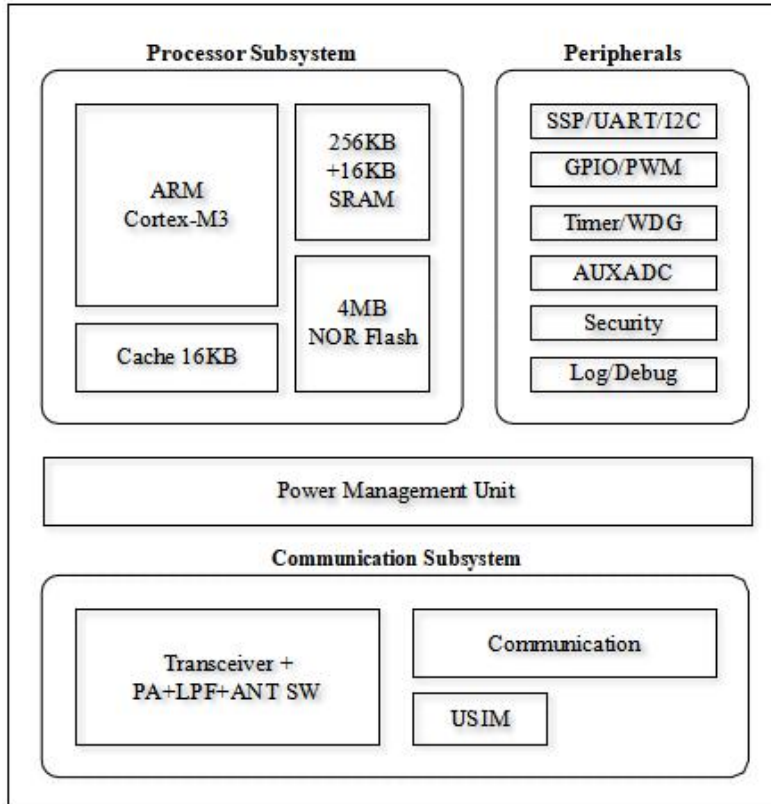 Processor Subsystem
ARM
Cortex-M3
256KB
+16KB
SRAM
Cache 16KB
4MB
NOR Flash
Peripherals
SSP/UART/I2C
GPIO/PWM
Timer/WDG
AUXADC
Security
Log/Debug
Power Management Unit
Communication Subsystem
Transceiver +
PA+LPF+ANT SW
Communication
USIM